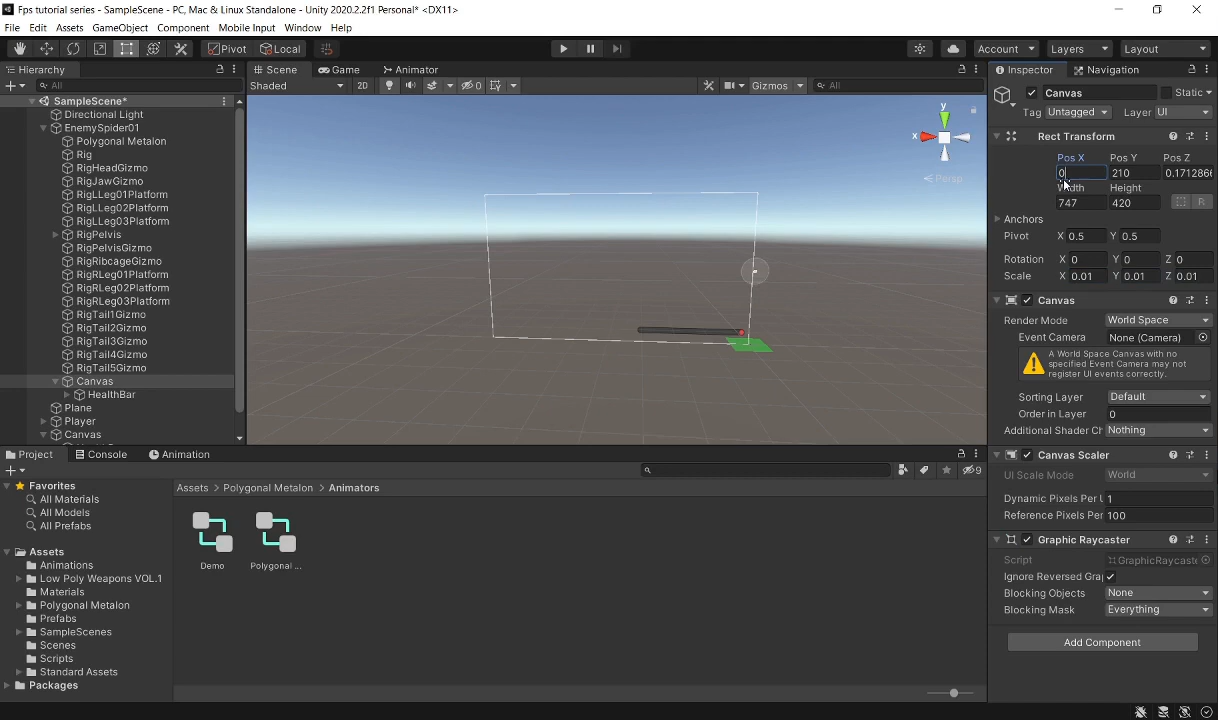 Fps tutorial series - SampleScene - PC, Mac & Linux Standalone - Unity 2020.2.2f1 Personal* <DX11>
File Edit Assets GameObject Component Mobile Input Window Help
Pivot Local Account Layers Layout
Hierarchy
All
SampleScene*
Directional Light
EnemySpider01
Polygonal Metalon
Rig
RigHeadGizmo
RigJawGizmo
RigLLeg01Platform
RigLLeg02Platform
RigLLeg03Platform
RigPelvis
RigPelvisGizmo
RigRibcageGizmo
RigRLeg01Platform
RigRLeg02Platform
RigRLeg03Platform
RigTail1Gizmo
RigTail2Gizmo
RigTail3Gizmo
RigTail4Gizmo
RigTail5Gizmo
Canvas
HealthBar
Plane
Player
Canvas
Scene Game Animator
Shaded 2D 0 Gizmos All
y
x
Persp
Inspector Navigation
Canvas Static
Tag Untagged Layer UI
Rect Transform
Pos X Pos Y Pos Z
0 210 0.1712866
Width Height
747 420 R
Anchors
Pivot X 0.5 Y 0.5
Rotation X 0 Y 0 Z 0
Scale X 0.01 Y 0.01 Z 0.01
Canvas
Render Mode World Space
Event Camera None (Camera)
A World Space Canvas with no
specified Event Camera may not
register UI events correctly.
Sorting Layer Default
Order in Layer 0
Additional Shader Ch Nothing
Canvas Scaler
UI Scale Mode World
Dynamic Pixels Per U 1
Reference Pixels Per 100
Graphic Raycaster
Script GraphicRaycaste
Ignore Reversed Grap
Blocking Objects None
Blocking Mask Everything
Add Component
Project Console Animation
9
Favorites
All Materials
All Models
All Prefabs
Assets
Animations
Low Poly Weapons VOL.1
Materials
Polygonal Metalon
Prefabs
SampleScenes
Scenes
Scripts
Standard Assets
Packages
Assets > Polygonal Metalon > Animators
Demo Polygonal ...